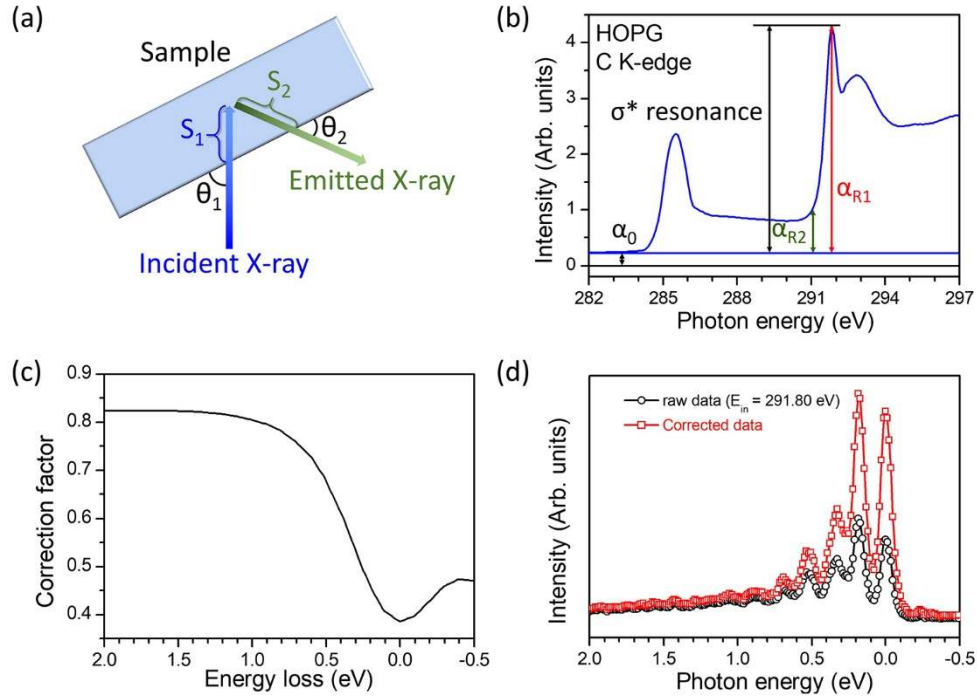 (a)
Sample
S1
S2
θ1
θ2
Emitted X-ray
Incident X-ray
(b)
HOPG
C K-edge
σ* resonance
α0
αR2
αR1
Intensity (Arb. units)
4
3
2
1
0
282 285 288 291 294 297
Photon energy (eV)
(c)
Correction factor
0.9
0.8
0.7
0.6
0.5
0.4
2.0 1.5 1.0 0.5 0.0 -0.5
Energy loss (eV)
(d)
raw data (Ein = 291.80 eV)
Corrected data
Intensity (Arb. units)
2.0 1.5 1.0 0.5 0.0 -0.5
Photon energy (eV)